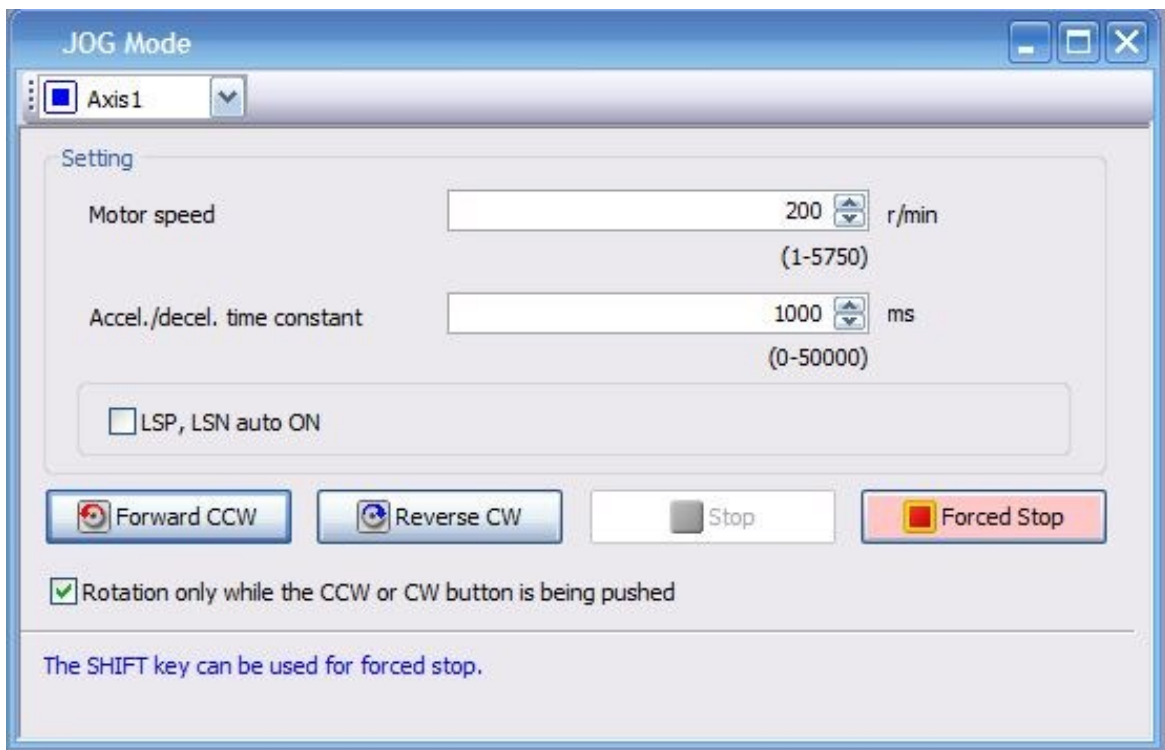 JOG Mode
Axis1
Setting
Motor speed 200 r/min
(1-5750)
Accel./decel. time constant 1000 ms
(0-50000)
LSP, LSN auto ON
Forward CCW Reverse CW Stop Forced Stop
Rotation only while the CCW or CW button is being pushed
The SHIFT key can be used for forced stop.